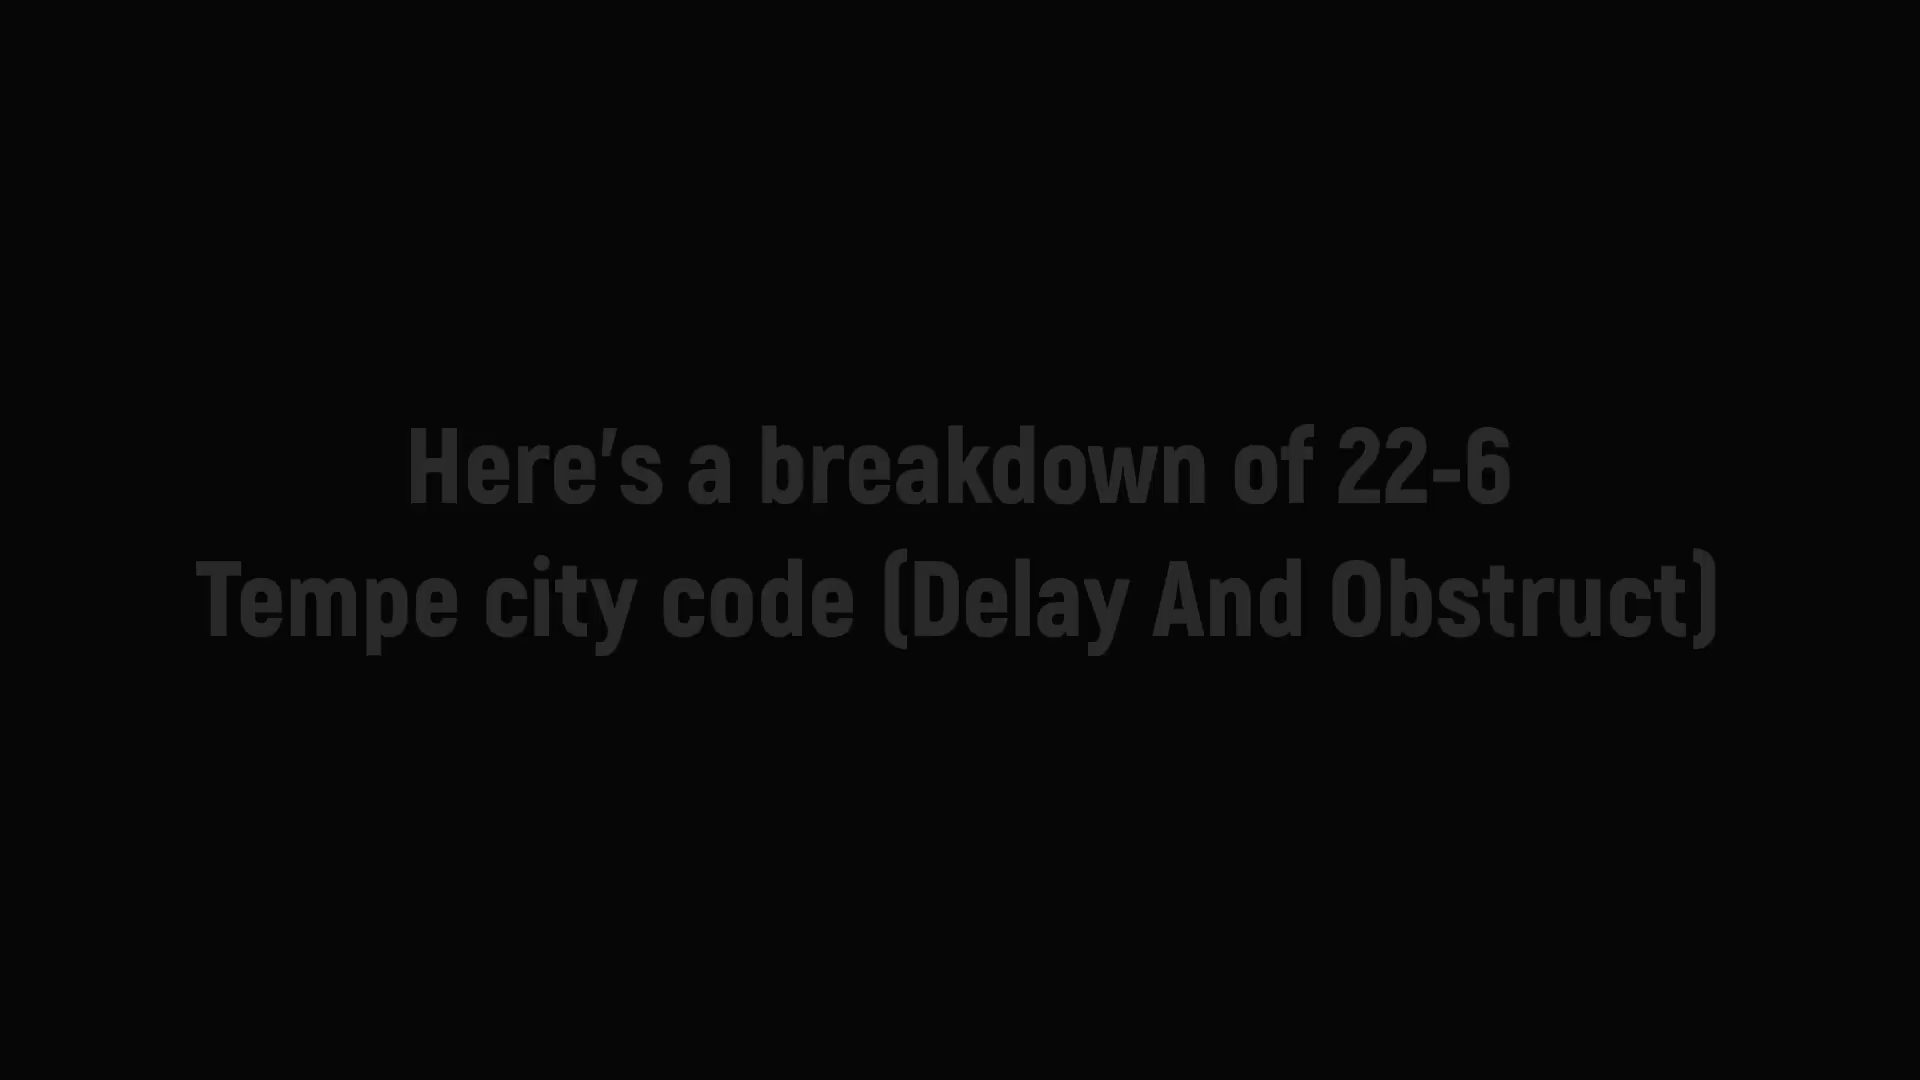 Here's a breakdown of 22-6
Tempe city code (Delay And Obstruct)